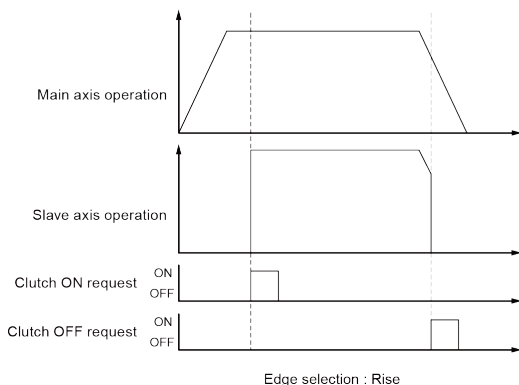 Main axis operation
Slave axis operation
Clutch ON request
ON
OFF
Clutch OFF request
ON
OFF
Edge selection : Rise